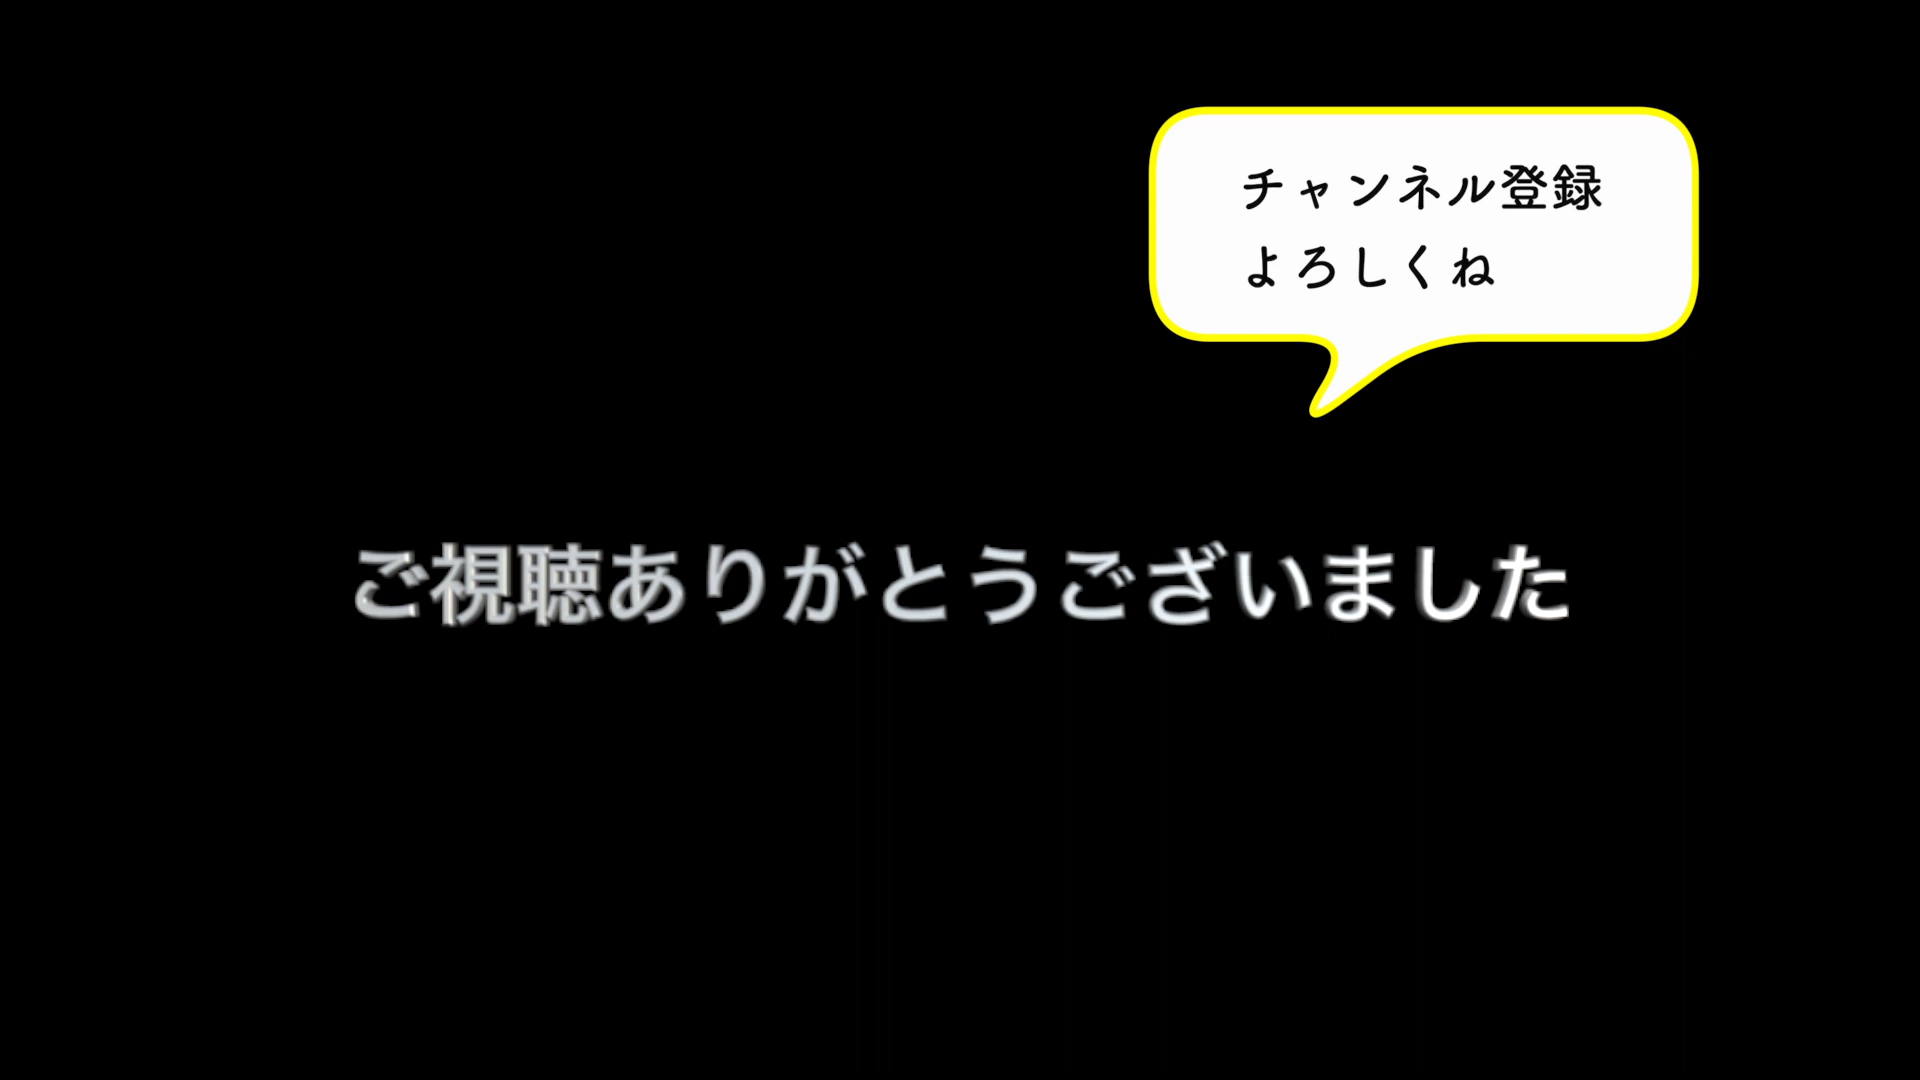 チャンネル登録
よろしくね
ご視聴ありがとうございました